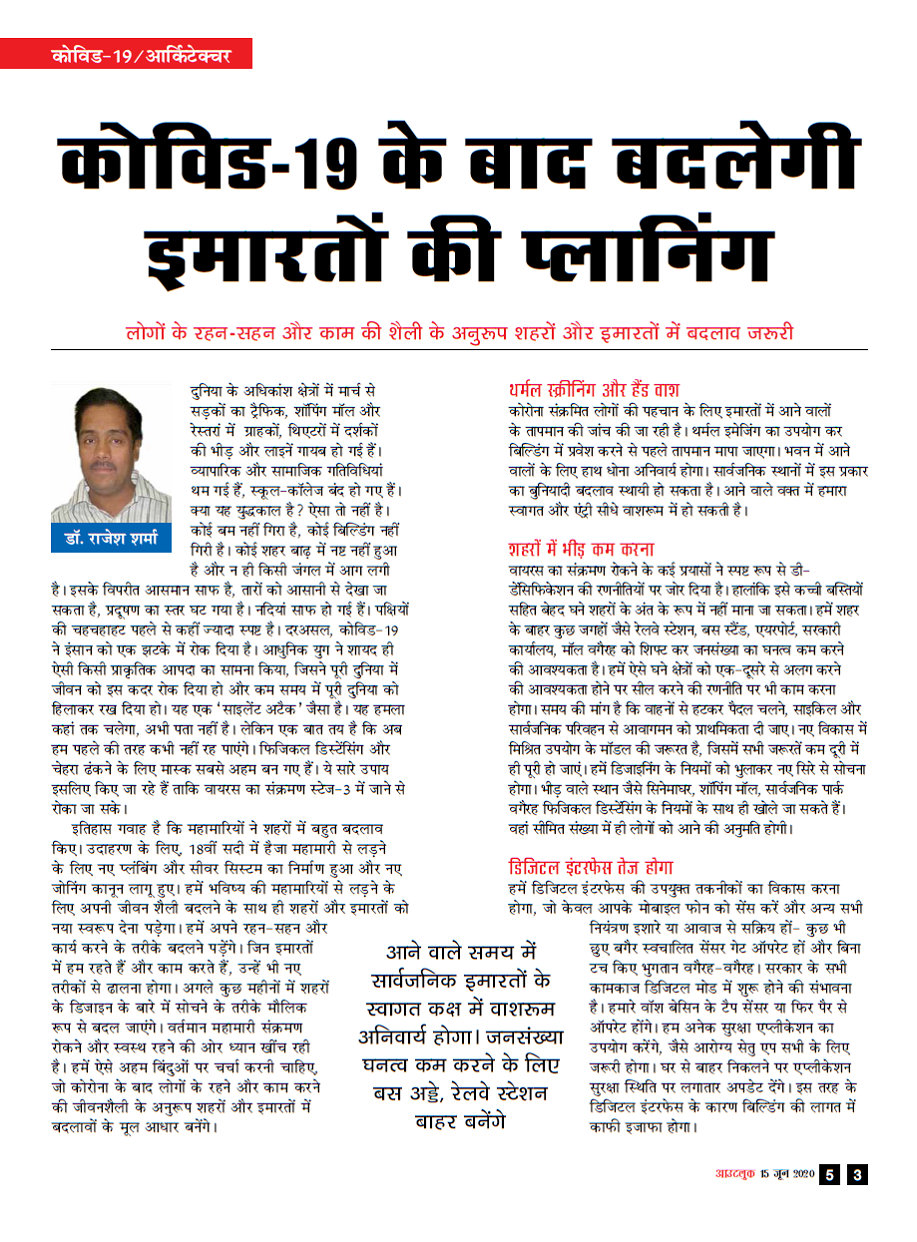 कोविड-19/आर्किटेक्चर
कोविड-19 के बाद बदलेगी
इमारतों की प्लानिंग
लोगों के रहन-सहन और काम की शैली के अनुरूप शहरों और इमारतों में बदलाव जरूरी
डॉ. राजेश शर्मा
दुनिया के अधिकांश क्षेत्रों में मार्च से
सड़कों का ट्रैफिक, शॉपिंग मॉल और
रेस्तरां में ग्राहकों, थिएटरों में दर्शकों
की भीड़ और लाइनें गायब हो गई हैं।
व्यापारिक और सामाजिक गतिविधियां
थम गई हैं, स्कूल-कॉलेज बंद हो गए हैं।
क्या यह युद्धकाल है? ऐसा तो नहीं है।
कोई बम नहीं गिरा है, कोई बिल्डिंग नहीं
गिरी है। कोई शहर बाढ़ में नष्ट नहीं हुआ
है और न ही किसी जंगल में आग लगी
है। इसके विपरीत आसमान साफ है, तारों को आसानी से देखा जा
सकता है, प्रदूषण का स्तर घट गया है। नदियां साफ हो गई हैं। पक्षियों
की चहचहाहट पहले से कहीं ज्यादा स्पष्ट है। दरअसल, कोविड-19
ने इंसान को एक झटके में रोक दिया है। आधुनिक युग ने शायद ही
ऐसी किसी प्राकृतिक आपदा का सामना किया, जिसने पूरी दुनिया में
जीवन को इस कदर रोक दिया हो और कम समय में पूरी दुनिया को
हिलाकर रख दिया हो। यह एक ‘साइलेंट अटैक’ जैसा है। यह हमला
कहां तक चलेगा, अभी पता नहीं है। लेकिन एक बात तय है कि अब
हम पहले की तरह कभी नहीं रह पाएंगे। फिजिकल डिस्टेंसिंग और
चेहरा ढंकने के लिए मास्क सबसे अहम बन गए हैं। ये सारे उपाय
इसलिए किए जा रहे हैं ताकि वायरस का संक्रमण स्टेज-3 में जाने से
रोका जा सके।
इतिहास गवाह है कि महामारियों ने शहरों में बहुत बदलाव
किए। उदाहरण के लिए, 18वीं सदी में हैजा महामारी से लड़ने
के लिए नए प्लंबिंग और सीवर सिस्टम का निर्माण हुआ और नए
जोनिंग कानून लागू हुए। हमें भविष्य की महामारियों से लड़ने के
लिए अपनी जीवन शैली बदलने के साथ ही शहरों और इमारतों को
नया स्वरूप देना पड़ेगा। हमें अपने रहन-सहन और
कार्य करने के तरीके बदलने पड़ेंगे। जिन इमारतों
में हम रहते हैं और काम करते हैं, उन्हें भी नए
तरीकों से ढालना होगा। अगले कुछ महीनों में शहरों
के डिजाइन के बारे में सोचने के तरीके मौलिक
रूप से बदल जाएंगे। वर्तमान महामारी संक्रमण
रोकने और स्वस्थ रहने की ओर ध्यान खींच रही
है। हमें ऐसे अहम बिंदुओं पर चर्चा करनी चाहिए,
जो कोरोना के बाद लोगों के रहने और काम करने
की जीवनशैली के अनुरूप शहरों और इमारतों में
बदलावों के मूल आधार बनेंगे।
आने वाले समय में
सार्वजनिक इमारतों के
स्वागत कक्ष में वाशरूम
अनिवार्य होगा। जनसंख्या
घनत्व कम करने के लिए
बस अड्डे, रेलवे स्टेशन
बाहर बनेंगे
थर्मल स्क्रीनिंग और हैंड वाश
कोरोना संक्रमित लोगों की पहचान के लिए इमारतों में आने वालों
के तापमान की जांच की जा रही है। थर्मल इमेजिंग का उपयोग कर
बिल्डिंग में प्रवेश करने से पहले तापमान मापा जाएगा। भवन में आने
वालों के लिए हाथ धोना अनिवार्य होगा। सार्वजनिक स्थानों में इस प्रकार
का बुनियादी बदलाव स्थायी हो सकता है। आने वाले वक्त में हमारा
स्वागत और एंट्री सीधे वाशरूम में हो सकती है।
शहरों में भीड़ कम करना
वायरस का संक्रमण रोकने के कई प्रयासों ने स्पष्ट रूप से डी-
डेंसिफिकेशन की रणनीतियों पर जोर दिया है। हालांकि इसे कच्ची बस्तियों
सहित बेहद घने शहरों के अंत के रूप में नहीं माना जा सकता। हमें शहर
के बाहर कुछ जगहों जैसे रेलवे स्टेशन, बस स्टैंड, एयरपोर्ट, सरकारी
कार्यालय, मॉल वगैरह को शिफ्ट कर जनसंख्या का घनत्व कम करने
की आवश्यकता है। हमें ऐसे घने क्षेत्रों को एक-दूसरे से अलग करने
की आवश्यकता होने पर सील करने की रणनीति पर भी काम करना
होगा। समय की मांग है कि वाहनों से हटकर पैदल चलने, साइकिल और
सार्वजनिक परिवहन से आवागमन को प्राथमिकता दी जाए। नए विकास में
मिश्रित उपयोग के मॉडल की जरूरत है, जिसमें सभी जरूरतें कम दूरी में
ही पूरी हो जाएं। हमें डिजाइनिंग के नियमों को भुलाकर नए सिरे से सोचना
होगा। भीड़ वाले स्थान जैसे सिनेमाघर, शॉपिंग मॉल, सार्वजनिक पार्क
वगैरह फिजिकल डिस्टेंसिंग के नियमों के साथ ही खोले जा सकते हैं।
वहां सीमित संख्या में ही लोगों को आने की अनुमति होगी।
डिजिटल इंटरफेस तेज होगा
हमें डिजिटल इंटरफेस की उपयुक्त तकनीकों का विकास करना
होगा, जो केवल आपके मोबाइल फोन को सेंस करें और अन्य सभी
नियंत्रण इशारे या आवाज से सक्रिय हों- कुछ भी
छुए बगैर स्वचालित सेंसर गेट ऑपरेट हों और बिना
टच किए भुगतान वगैरह-वगैरह। सरकार के सभी
कामकाज डिजिटल मोड में शुरू होने की संभावना
है। हमारे वॉश बेसिन के टैप सेंसर या फिर पैर से
ऑपरेट होंगे। हम अनेक सुरक्षा एप्लीकेशन का
उपयोग करेंगे, जैसे आरोग्य सेतु एप सभी के लिए
जरूरी होगा। घर से बाहर निकलने पर एप्लीकेशन
सुरक्षा स्थिति पर लगातार अपडेट देंगे। इस तरह के
डिजिटल इंटरफेस के कारण बिल्डिंग की लागत में
काफी इजाफा होगा।
आउटलुक 15 जून 2020 5 3